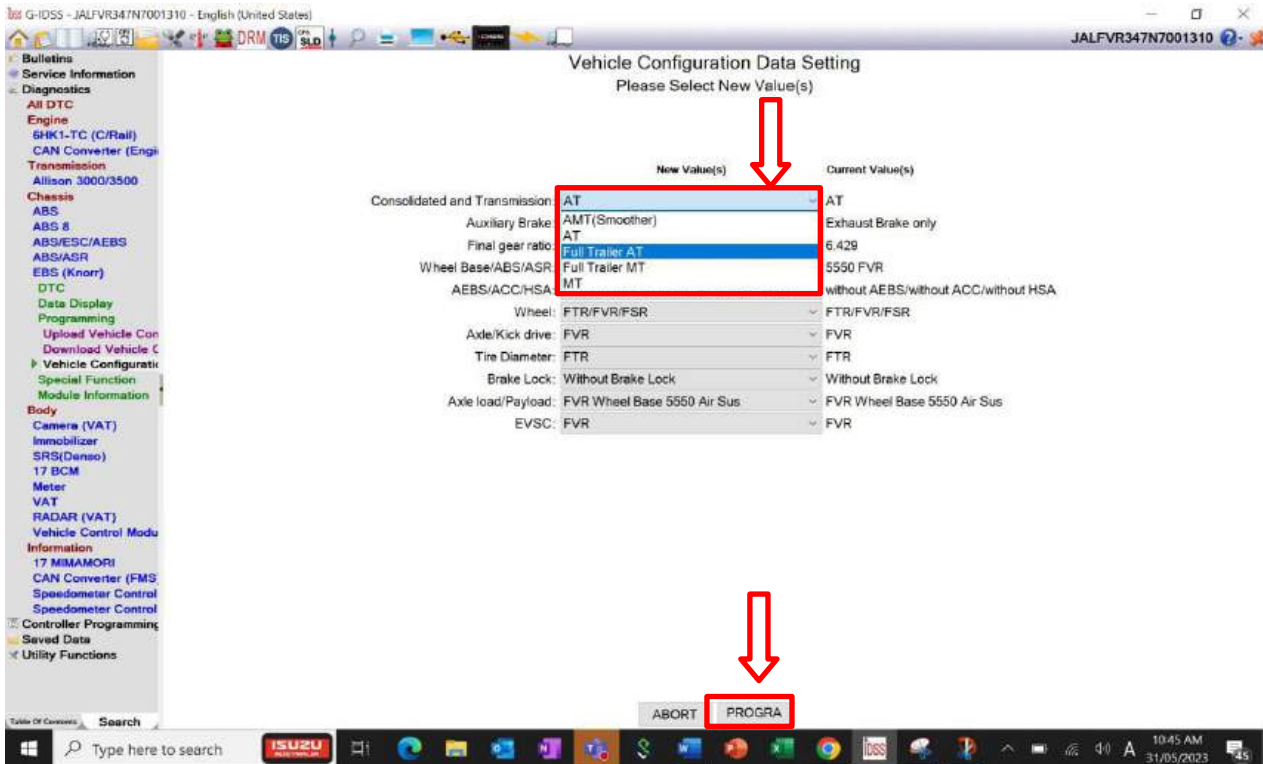 G-IDSS - JALFVR347N7001310 - English (United States)
DRM TIS SLD JALFVR347N7001310
Bulletins
Service Information
Diagnostics
All DTC
Engine
6HK1-TC (C/Rail)
CAN Converter (Engi
Transmission
Allison 3000/3500
Chassis
ABS
ABS 8
ABS/ESC/AEBS
ABS/ASR
EBS (Knorr)
DTC
Data Display
Programming
Upload Vehicle Con
Download Vehicle C
Vehicle Configuratio
Special Function
Module Information
Body
Camera (VAT)
Immobilizer
SRS(Denso)
17 BCM
Meter
VAT
RADAR (VAT)
Vehicle Control Modu
Information
17 MIMAMORI
CAN Converter (FMS
Speedometer Control
Speedometer Control
Controller Programming
Saved Data
Utility Functions
Table Of Contents Search
Vehicle Configuration Data Setting
Please Select New Value(s)
New Value(s) Current Value(s)
Consolidated and Transmission: AT AT
Auxiliary Brake: Exhaust Brake only
Final gear ratio: 6.429
Wheel Base/ABS/ASR: 5550 FVR
AEBS/ACC/HSA: without AEBS/without ACC/without HSA
AMT(Smoother)
AT
Full Trailer AT
Full Trailer MT
MT
Wheel: FTR/FVR/FSR FTR/FVR/FSR
Axle/Kick drive: FVR FVR
Tire Diameter: FTR FTR
Brake Lock: Without Brake Lock Without Brake Lock
Axle load/Payload: FVR Wheel Base 5550 Air Sus FVR Wheel Base 5550 Air Sus
EVSC: FVR FVR
ABORT PROGRA
Type here to search ISUZU IDSS A 10:45 AM
31/05/2023 45